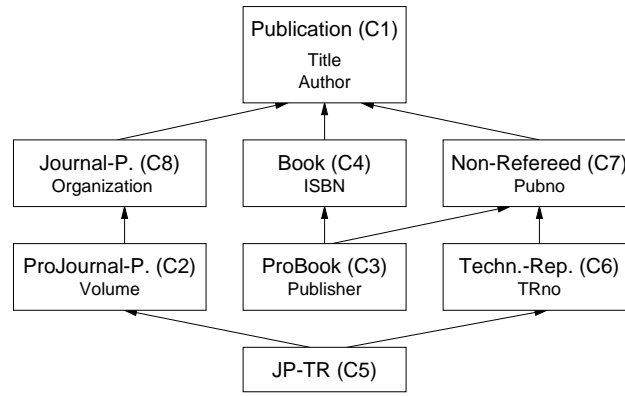 Publication (C1)
Title
Author
Journal-P. (C8)
Organization
Book (C4)
ISBN
Non-Refereed (C7)
Pubno
ProJournal-P. (C2)
Volume
ProBook (C3)
Publisher
Techn.-Rep. (C6)
TRno
JP-TR (C5)